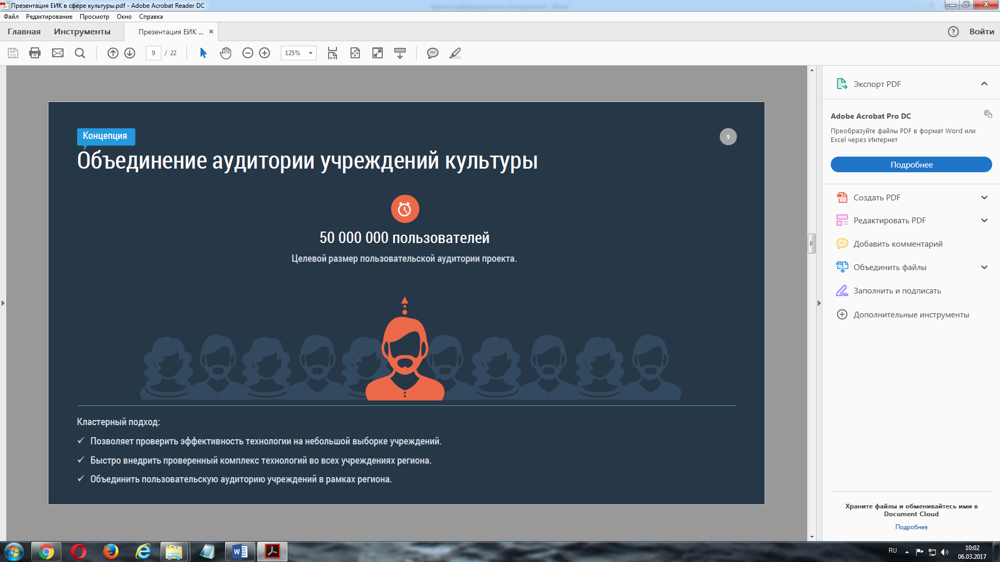 Презентация ЕИК в сфере культуры.pdf - Adobe Acrobat Reader DC
Файл Редактирование Просмотр Окно Справка
Главная Инструменты Презентация ЕИК ... × ? Войти
9 / 22 125%
Экспорт PDF
Adobe Acrobat Pro DC
Преобразуйте файлы PDF в формат Word или
Excel через Интернет
Подробнее
Создать PDF
Редактировать PDF
Добавить комментарий
Объединить файлы
Заполнить и подписать
Дополнительные инструменты
Храните файлы и обменивайтесь ими в
Document Cloud
Подробнее
Концепция
9
Объединение аудитории учреждений культуры
50 000 000 пользователей
Целевой размер пользовательской аудитории проекта.
Кластерный подход:
✓ Позволяет проверить эффективность технологии на небольшой выборке учреждений.
✓ Быстро внедрить проверенный комплекс технологий во всех учреждениях региона.
✓ Объединить пользовательскую аудиторию учреждений в рамках региона.
RU
10:02
06.03.2017